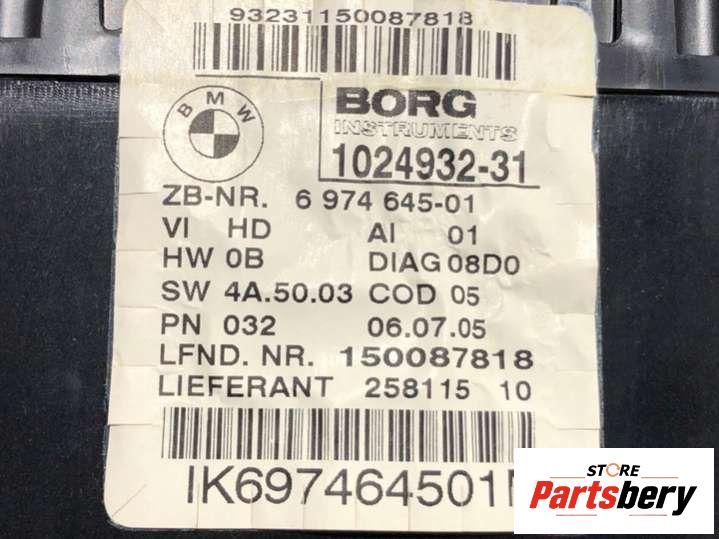 93231150087818
BMW
BORG
INSTRUMENTS
1024932-31
ZB-NR. 6 974 645-01
VI HD AI 01
HW 0B DIAG 08D0
SW 4A.50.03 COD 05
PN 032 06.07.05
LFND. NR. 150087818
LIEFERANT 258115 10
IK697464501
STORE
Partsbery